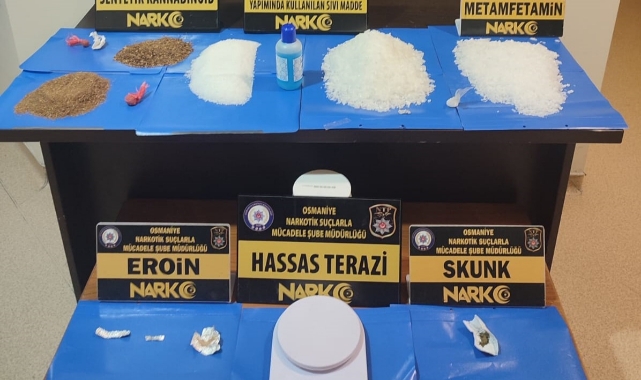 SENTETİK KANNABİNOİD
NARKO
YAPIMINDA KULLANILAN SIVI MADDE
NARKO
METAMFETAMİN
NARKO
OSMANİYE
NARKOTİK SUÇLARLA
MÜCADELE ŞUBE MÜDÜRLÜĞÜ
EROİN
NARKO
OSMANİYE
NARKOTİK SUÇLARLA
MÜCADELE ŞUBE MÜDÜRLÜĞÜ
HASSAS TERAZİ
NARKO
OSMANİYE
NARKOTİK SUÇLARLA
MÜCADELE ŞUBE MÜDÜRLÜĞÜ
SKUNK
NARKO